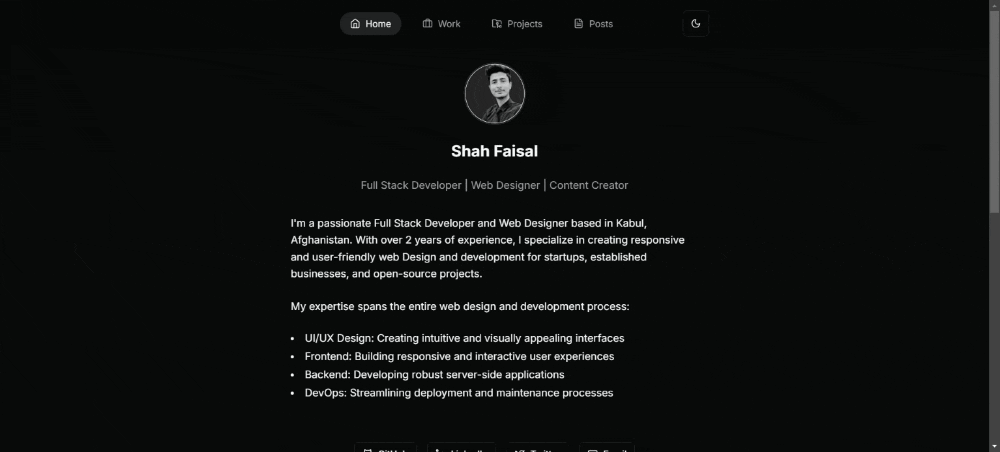 Home Work Projects Posts
Shah Faisal
Full Stack Developer | Web Designer | Content Creator
I'm a passionate Full Stack Developer and Web Designer based in Kabul,
Afghanistan. With over 2 years of experience, I specialize in creating responsive
and user-friendly web Design and development for startups, established
businesses, and open-source projects.
My expertise spans the entire web design and development process:
• UI/UX Design: Creating intuitive and visually appealing interfaces
• Frontend: Building responsive and interactive user experiences
• Backend: Developing robust server-side applications
• DevOps: Streamlining deployment and maintenance processes